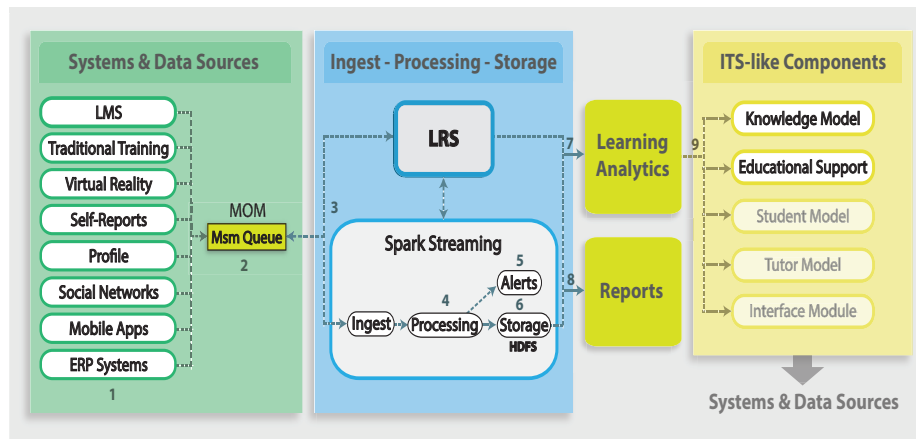 Systems & Data Sources
LMS
Traditional Training
Virtual Reality
Self-Reports
Profile
Social Networks
Mobile Apps
ERP Systems
1
MOM
Msm Queue
2
Ingest - Processing - Storage
LRS
3
Spark Streaming
5
Alerts
4
6
Ingest
Processing
Storage
HDFS
7
Learning
Analytics
8
Reports
9
ITS-like Components
Knowledge Model
Educational Support
Student Model
Tutor Model
Interface Module
Systems & Data Sources